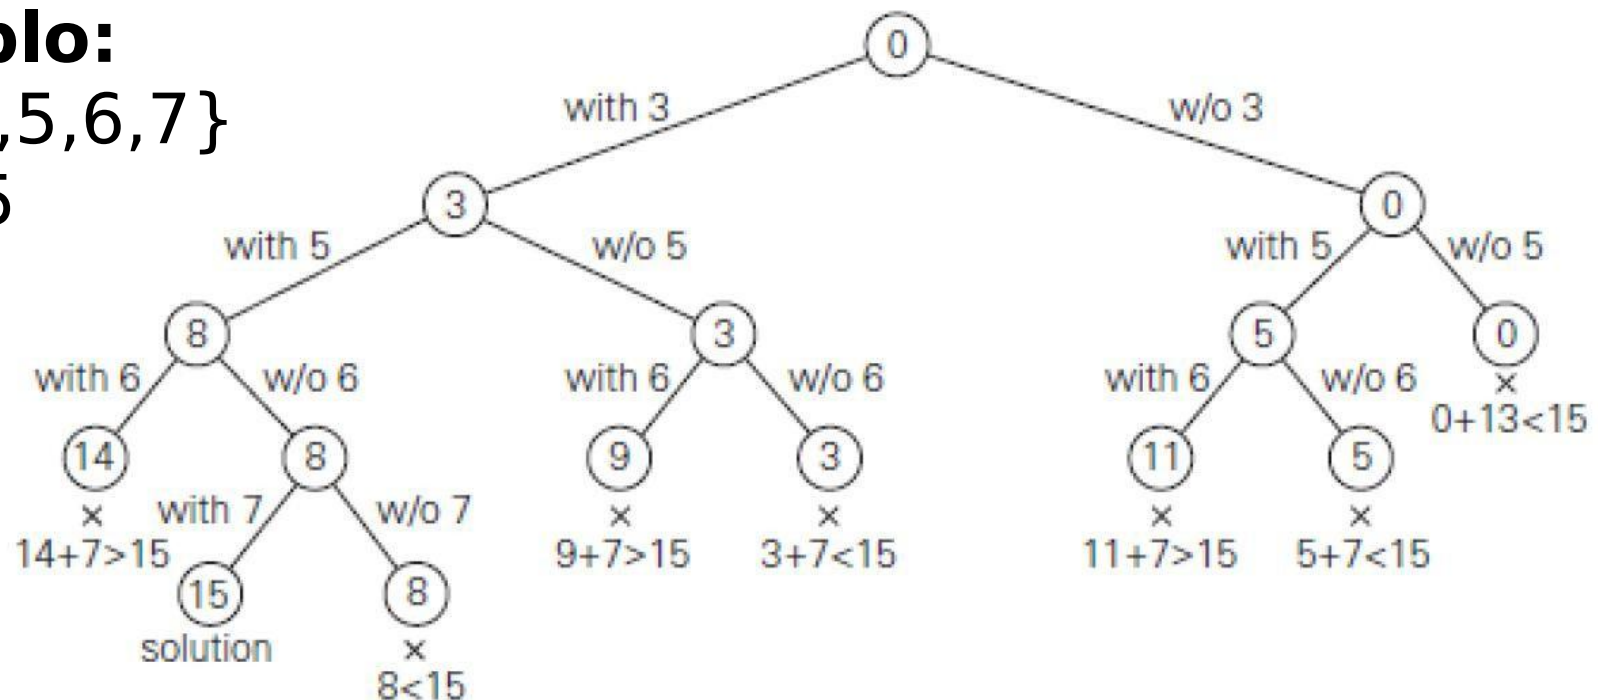 plo:
,5,6,7}
5
0
with 3 w/o 3
3 0
with 5 w/o 5 with 5 w/o 5
8 3 5 0
with 6 w/o 6 with 6 w/o 6 with 6 w/o 6 ×
0+13<15
14 8 9 3 11 5
× with 7 w/o 7 × × × ×
14+7>15 9+7>15 3+7<15 11+7>15 5+7<15
15 8
solution ×
8<15